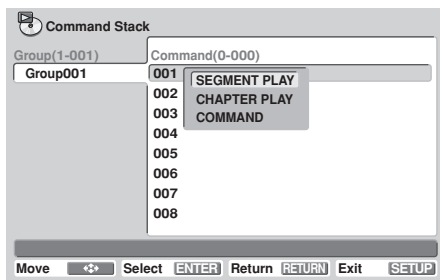 Command Stack
Group(1-001) Command(0-000)
Group001 001 SEGMENT PLAY
002 CHAPTER PLAY
003 COMMAND
004
005
006
007
008
Move Select ENTER Return RETURN Exit SETUP